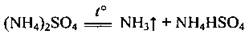 (NH₄)₂SO₄ ⇌ t° NH₃↑ + NH₄HSO₄